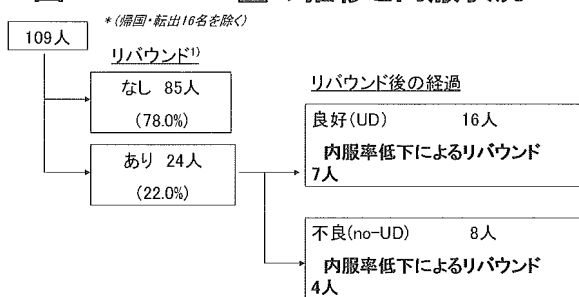 *(帰国・転出16名を除く)
109人
リバウンド1)
なし 85人
(78.0%)
あり 24人
(22.0%)
リバウンド後の経過
良好(UD) 16人
内服率低下によるリバウンド
7人
不良(no-UD) 8人
内服率低下によるリバウンド
4人